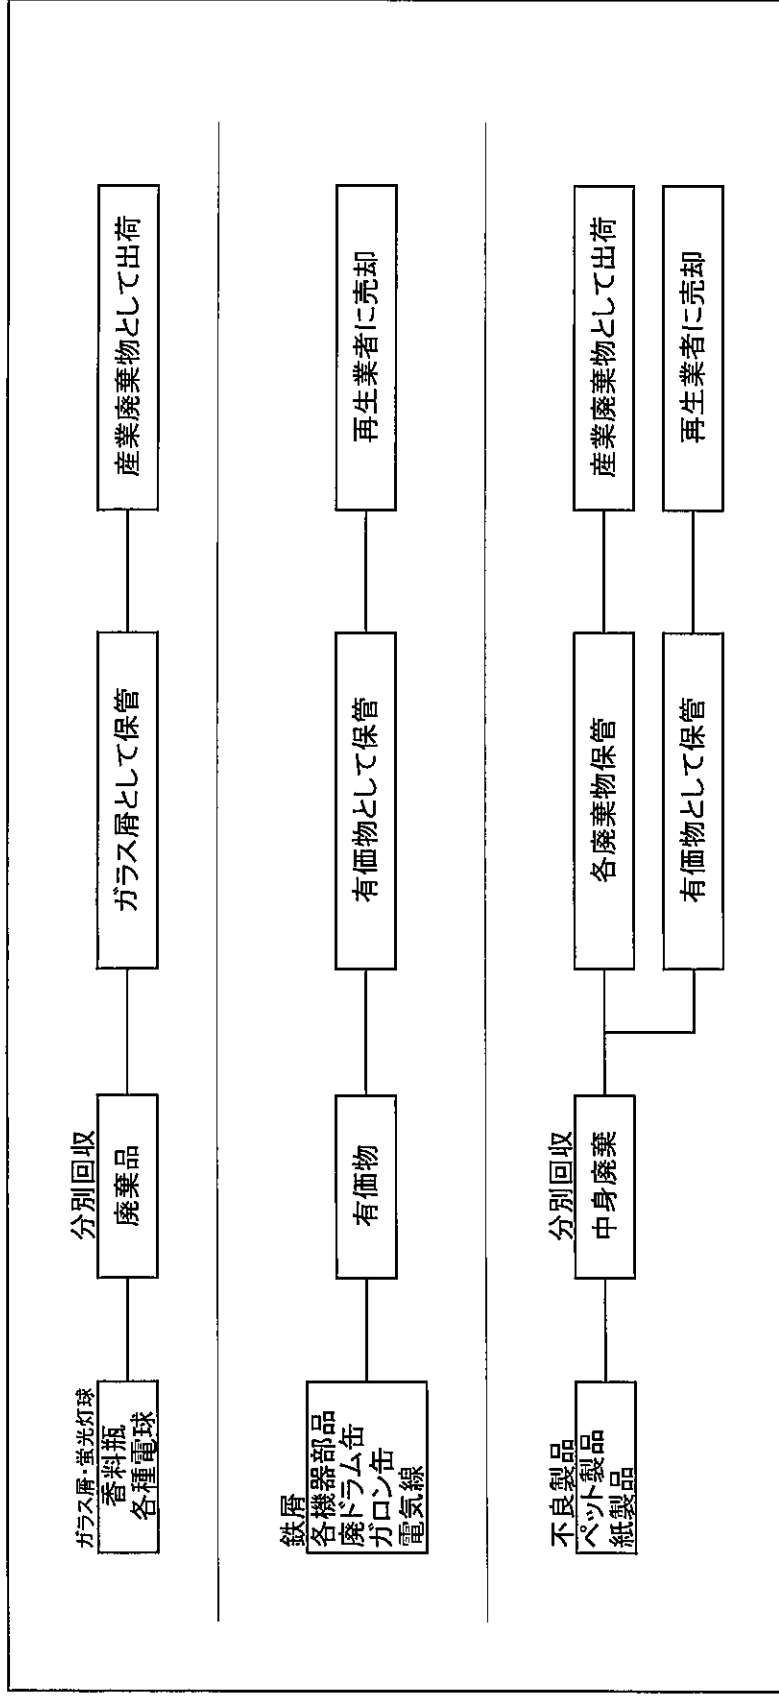 ガラス屑・蛍光灯球
香料瓶
各種電球
分別回収
廃棄品
ガラス屑として保管
産業廃棄物として出荷
鉄屑
各機器部品
廃ドラム缶
ガロン缶
電気線
有価物
有価物として保管
再生業者に売却
不良製品
ペット製品
紙製品
分別回収
中身廃棄
各廃棄物保管
産業廃棄物として出荷
有価物として保管
再生業者に売却